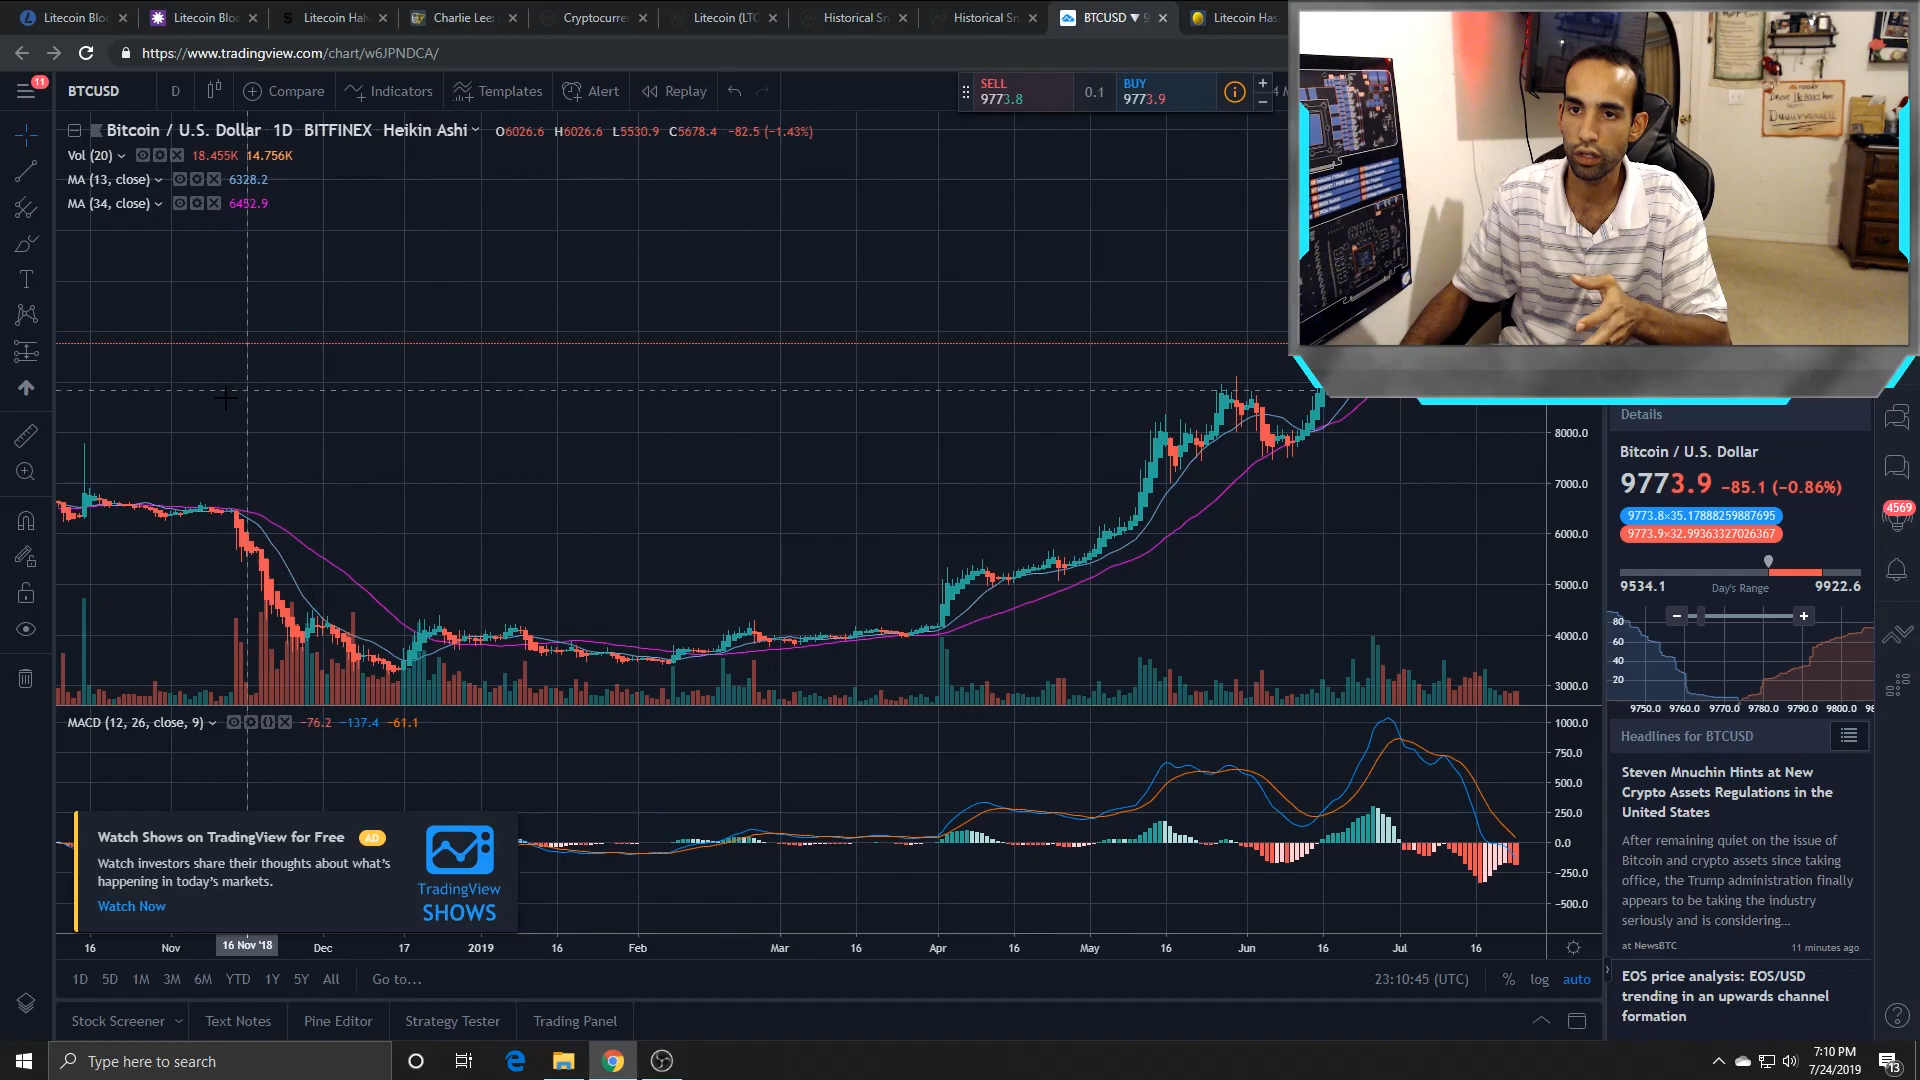 Litecoin Bloc
Litecoin Bloc
Litecoin Halv
Charlie Lee:
Cryptocurre
Litecoin (LTC
Historical Sn
Historical Sn
BTCUSD ▼ 9
Litecoin Has
https://www.tradingview.com/chart/w6JPNDCA/
11
BTCUSD
D
Compare
Indicators
Templates
Alert
Replay
SELL
9773.8
0.1
BUY
9773.9
Bitcoin / U.S. Dollar 1D BITFINEX Heikin Ashi
O6026.6 H6026.6 L5530.9 C5678.4 −82.5 (−1.43%)
Vol (20) 18.455K 14.756K
MA (13, close) 6328.2
MA (34, close) 6452.9
8000.0
7000.0
6000.0
5000.0
4000.0
3000.0
MACD (12, 26, close, 9) −76.2 −137.4 −61.1
1000.0
750.0
500.0
250.0
0.0
−250.0
−500.0
Watch Shows on TradingView for Free AD
Watch investors share their thoughts about what's
happening in today's markets.
Watch Now
TradingView
SHOWS
16 Nov 16 Nov '18 Dec 17 2019 16 Feb Mar 16 Apr 16 May 16 Jun 16 Jul 16
1D 5D 1M 3M 6M YTD 1Y 5Y All Go to...
23:10:45 (UTC) % log auto
Stock Screener Text Notes Pine Editor Strategy Tester Trading Panel
Details
Bitcoin / U.S. Dollar
9773.9 −85.1 (−0.86%)
9773.8×35.17888259887695
9773.9×32.99363327026367
9534.1 Day's Range 9922.6
80
60
40
20
9750.0 9760.0 9770.0 9780.0 9790.0 9800.0
4569
Headlines for BTCUSD
Steven Mnuchin Hints at New
Crypto Assets Regulations in the
United States
After remaining quiet on the issue of
Bitcoin and crypto assets since taking
office, the Trump administration finally
appears to be taking the industry
seriously and is considering...
at NewsBTC 11 minutes ago
EOS price analysis: EOS/USD
trending in an upwards channel
formation
Type here to search
7:10 PM
7/24/2019
13